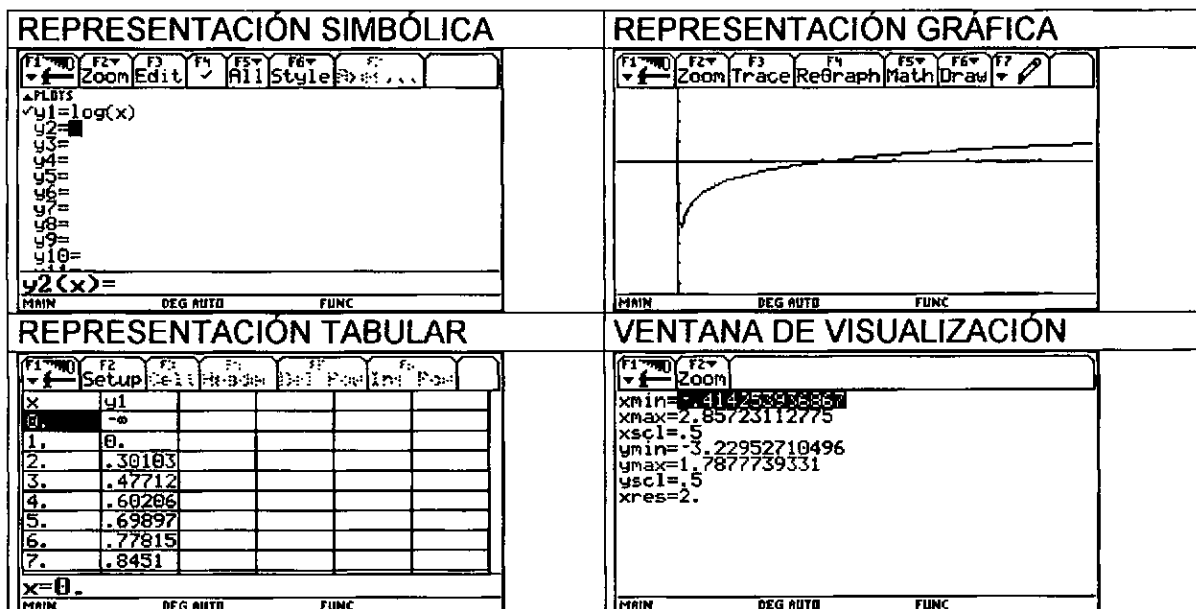 REPRESENTACIÓN SIMBÓLICA
F1 F2 Zoom F3 Edit F4 ✓ F5 All F6 Style
▲PLOTS
✓y1=log(x)
y2=
y3=
y4=
y5=
y6=
y7=
y8=
y9=
y10=
y2(x)=
MAIN DEG AUTO FUNC
REPRESENTACIÓN GRÁFICA
F1 F2 Zoom F3 Trace F4 ReGraph F5 Math F6 Draw F7
MAIN DEG AUTO FUNC
REPRESENTACIÓN TABULAR
F1 F2 Setup
x y1
0. -∞
1. 0.
2. .30103
3. .47712
4. .60206
5. .69897
6. .77815
7. .8451
x=0.
MAIN DEG AUTO FUNC
VENTANA DE VISUALIZACIÓN
F1 F2 Zoom
xmin=
xmax=2.85723112775
xscl=.5
ymin=-3.22952710496
ymax=1.7877739331
yscl=.5
xres=2.
MAIN DEG AUTO FUNC